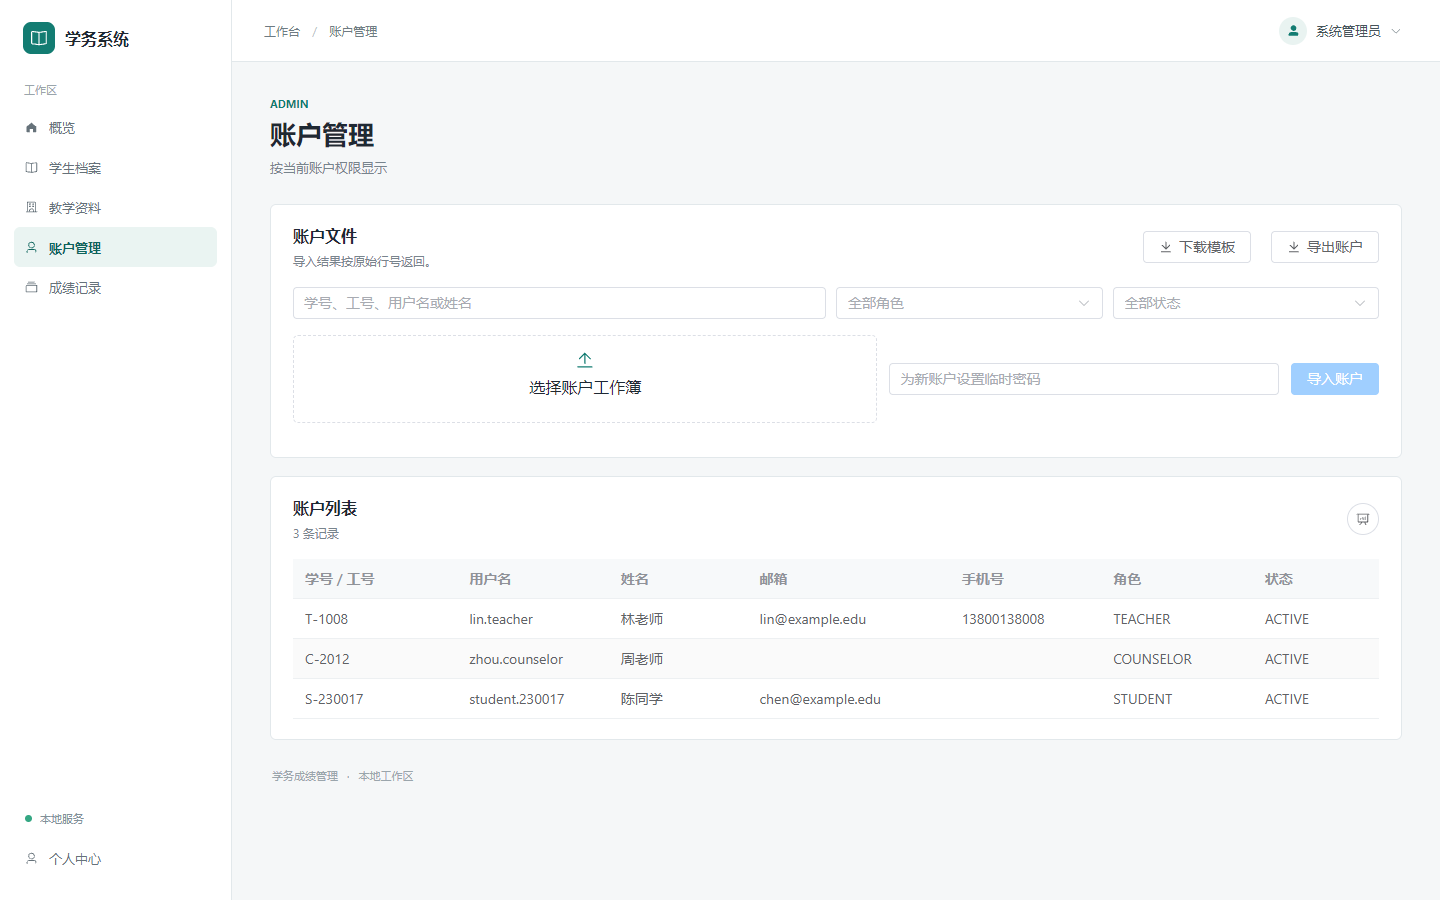 学务系统
工作区
概览
学生档案
教学资料
账户管理
成绩记录
本地服务
个人中心
工作台 / 账户管理
系统管理员
ADMIN
账户管理
按当前账户权限显示
账户文件
导入结果按原始行号返回。
下载模板
导出账户
学号、工号、用户名或姓名
全部角色
全部状态
选择账户工作簿
为新账户设置临时密码
导入账户
账户列表
3 条记录
学号 / 工号 用户名 姓名 邮箱 手机号 角色 状态
T-1008 lin.teacher 林老师 lin@example.edu 13800138008 TEACHER ACTIVE
C-2012 zhou.counselor 周老师 COUNSELOR ACTIVE
S-230017 student.230017 陈同学 chen@example.edu STUDENT ACTIVE
学务成绩管理 · 本地工作区